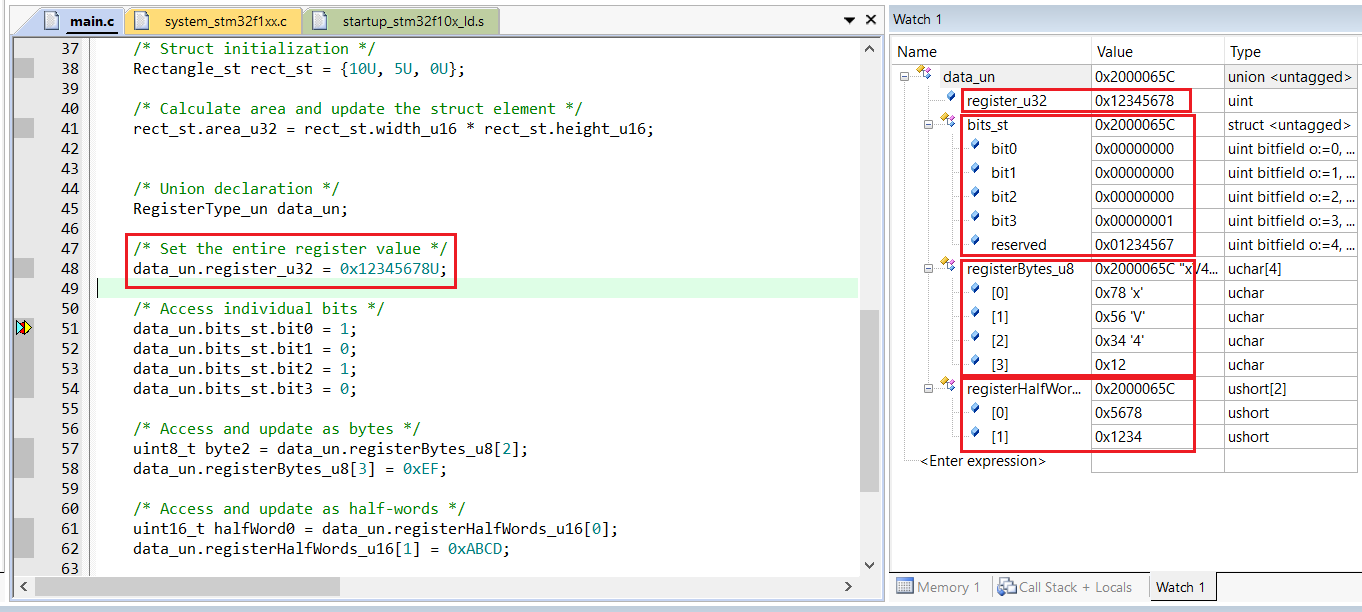 main.c system_stm32f1xx.c startup_stm32f10x_ld.s
37 /* Struct initialization */
38 Rectangle_st rect_st = {10U, 5U, 0U};
39
40 /* Calculate area and update the struct element */
41 rect_st.area_u32 = rect_st.width_u16 * rect_st.height_u16;
42
43
44 /* Union declaration */
45 RegisterType_un data_un;
46
47 /* Set the entire register value */
48 data_un.register_u32 = 0x12345678U;
49
50 /* Access individual bits */
51 data_un.bits_st.bit0 = 1;
52 data_un.bits_st.bit1 = 0;
53 data_un.bits_st.bit2 = 1;
54 data_un.bits_st.bit3 = 0;
55
56 /* Access and update as bytes */
57 uint8_t byte2 = data_un.registerBytes_u8[2];
58 data_un.registerBytes_u8[3] = 0xEF;
59
60 /* Access and update as half-words */
61 uint16_t halfWord0 = data_un.registerHalfWords_u16[0];
62 data_un.registerHalfWords_u16[1] = 0xABCD;
63
Watch 1
Name Value Type
data_un 0x2000065C union <untagged>
register_u32 0x12345678 uint
bits_st 0x2000065C struct <untagged>
bit0 0x00000000 uint bitfield o:=0, ...
bit1 0x00000000 uint bitfield o:=1, ...
bit2 0x00000000 uint bitfield o:=2, ...
bit3 0x00000001 uint bitfield o:=3, ...
reserved 0x01234567 uint bitfield o:=4, ...
registerBytes_u8 0x2000065C "xV4... uchar[4]
[0] 0x78 'x' uchar
[1] 0x56 'V' uchar
[2] 0x34 '4' uchar
[3] 0x12 uchar
registerHalfWor... 0x2000065C ushort[2]
[0] 0x5678 ushort
[1] 0x1234 ushort
<Enter expression>
Memory 1 Call Stack + Locals Watch 1